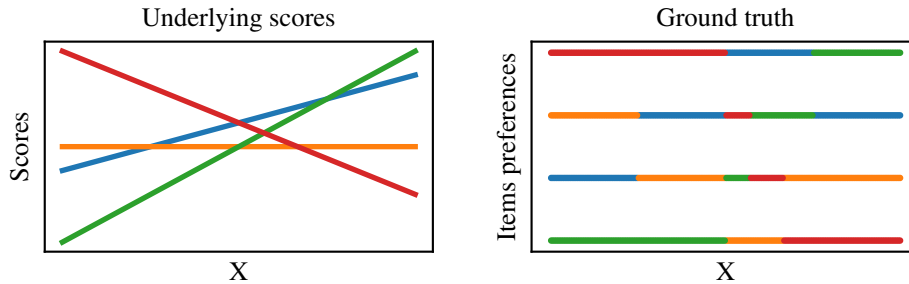 Underlying scores
Ground truth
Scores
Items preferences
X
X